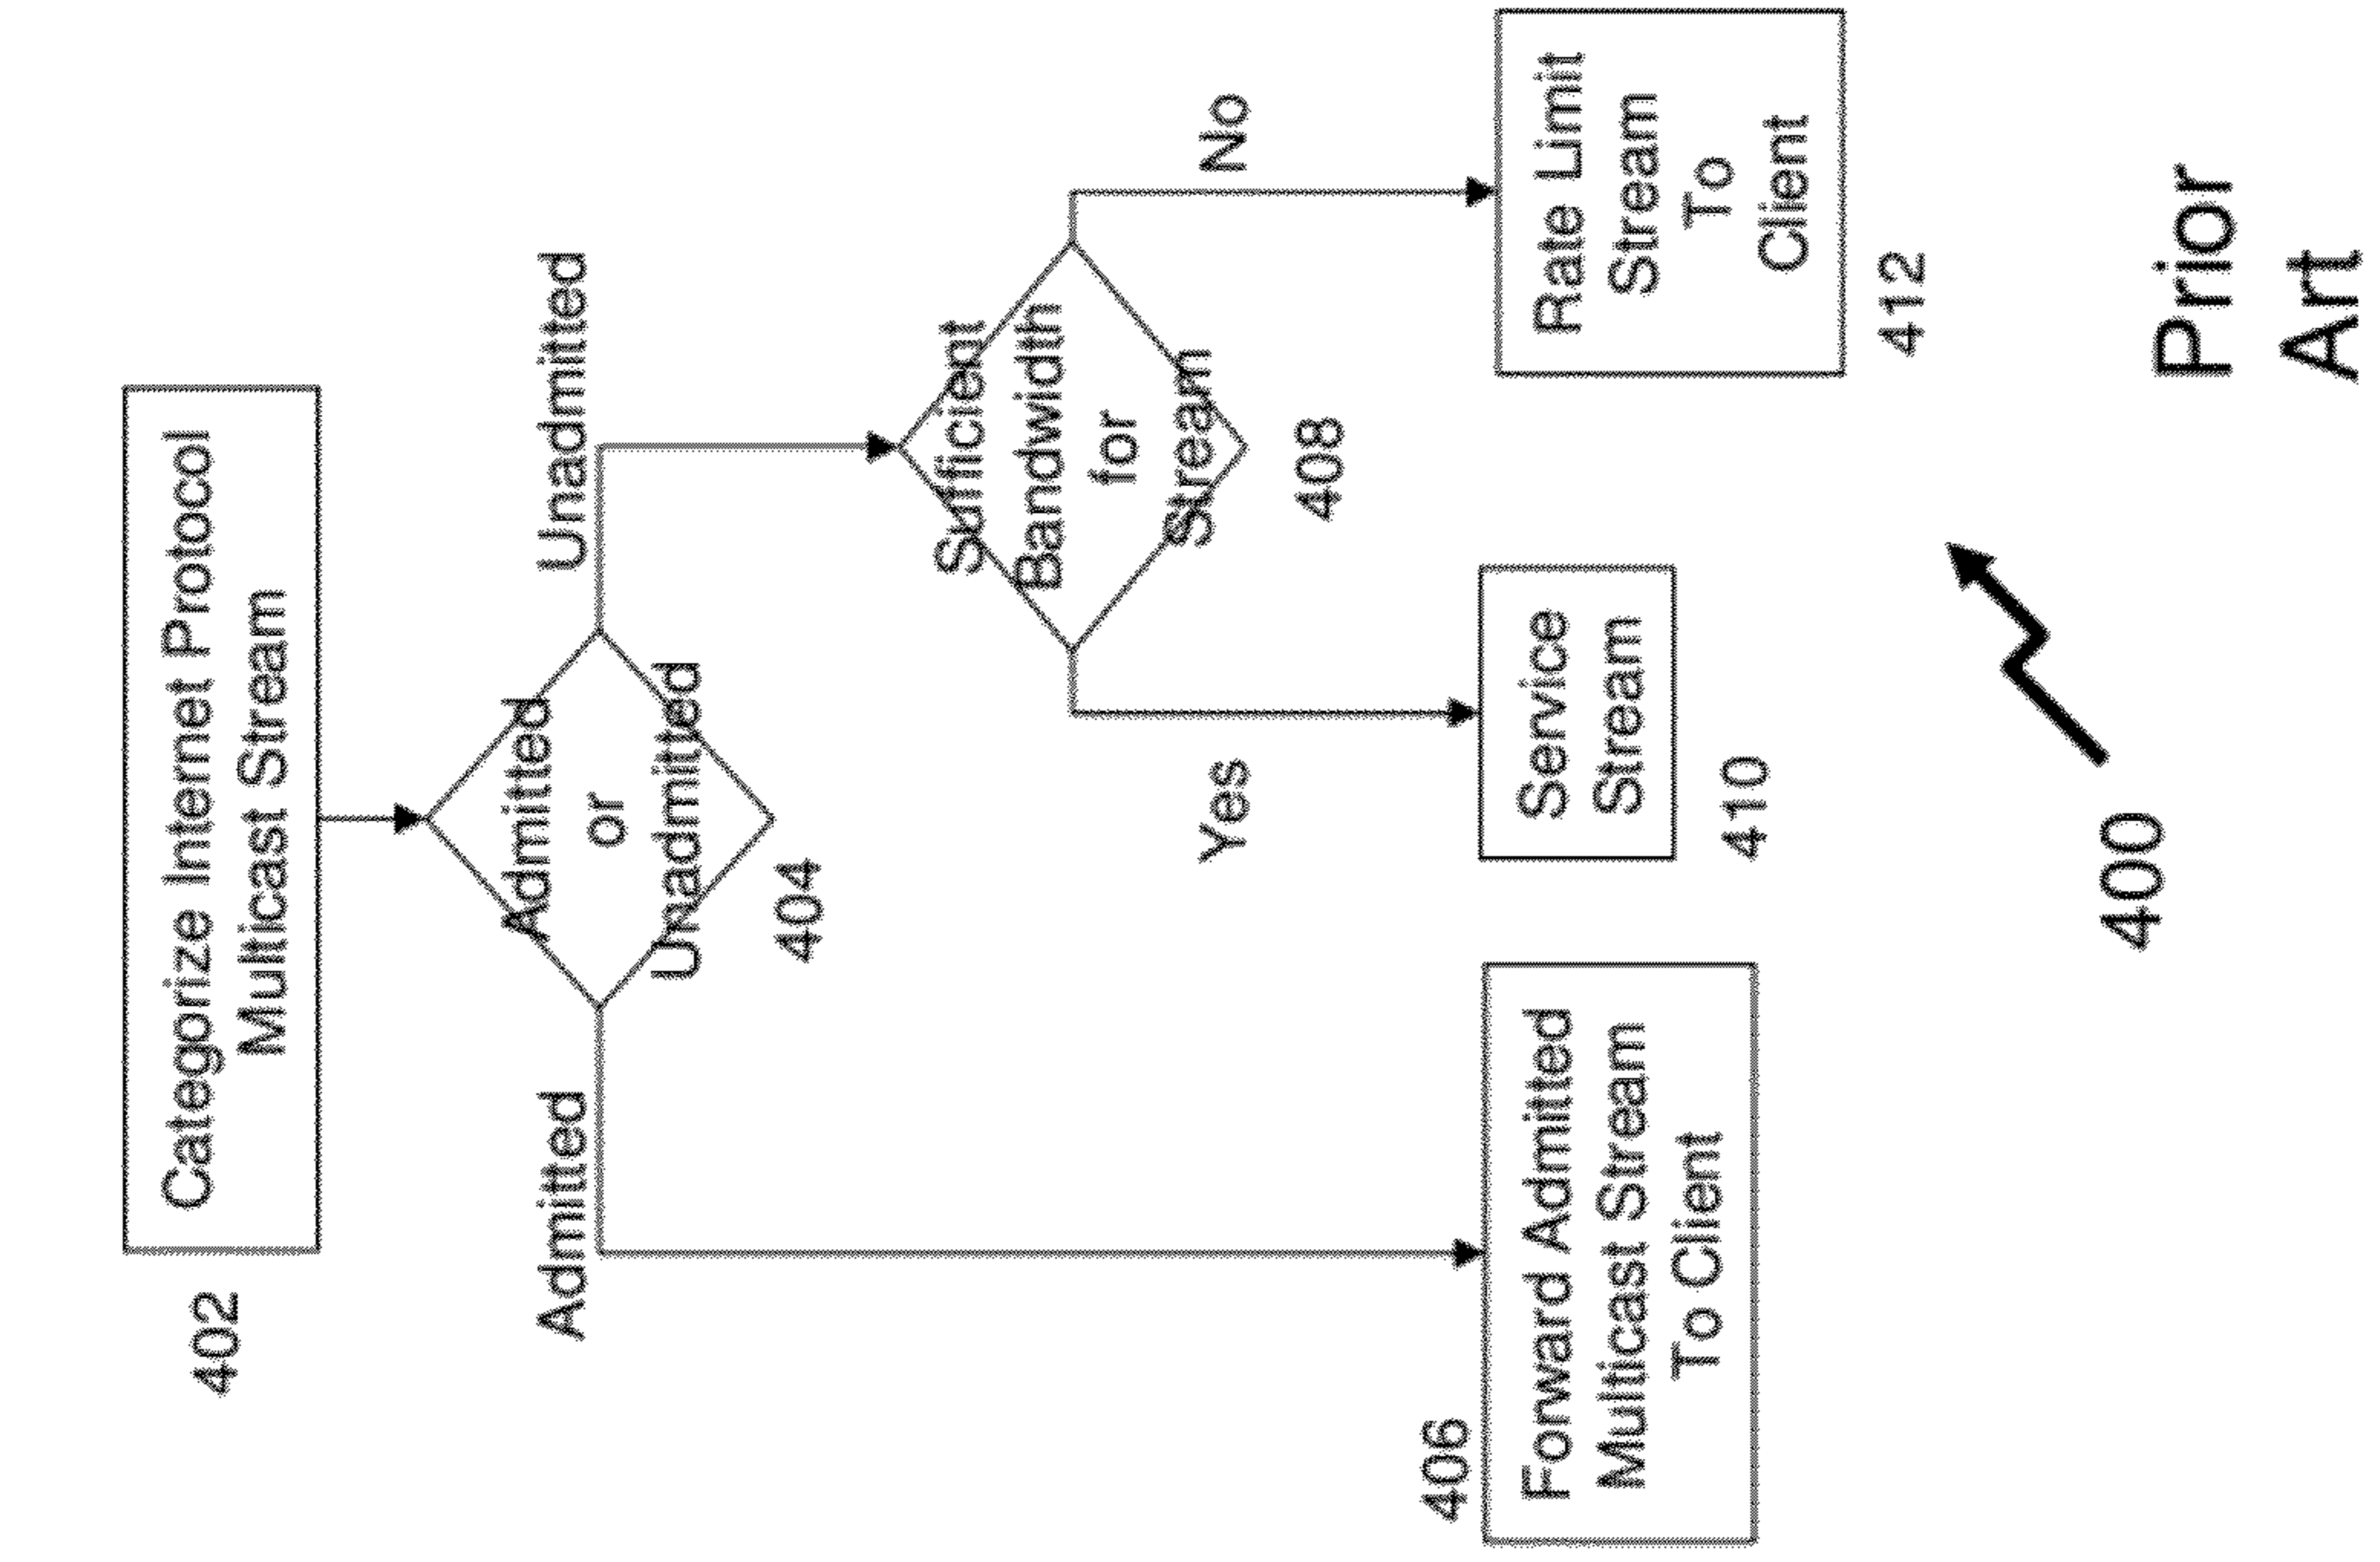 402
Categorize Internet Protocol
Multicast Stream
Admitted
Unadmitted
Admitted
or
Unadmitted
404
Sufficient
Bandwidth
for
Stream
408
Yes
No
406
Forward Admitted
Multicast Stream
To Client
Service
Stream
410
Rate Limit
Stream
To
Client
412
400
Prior
Art